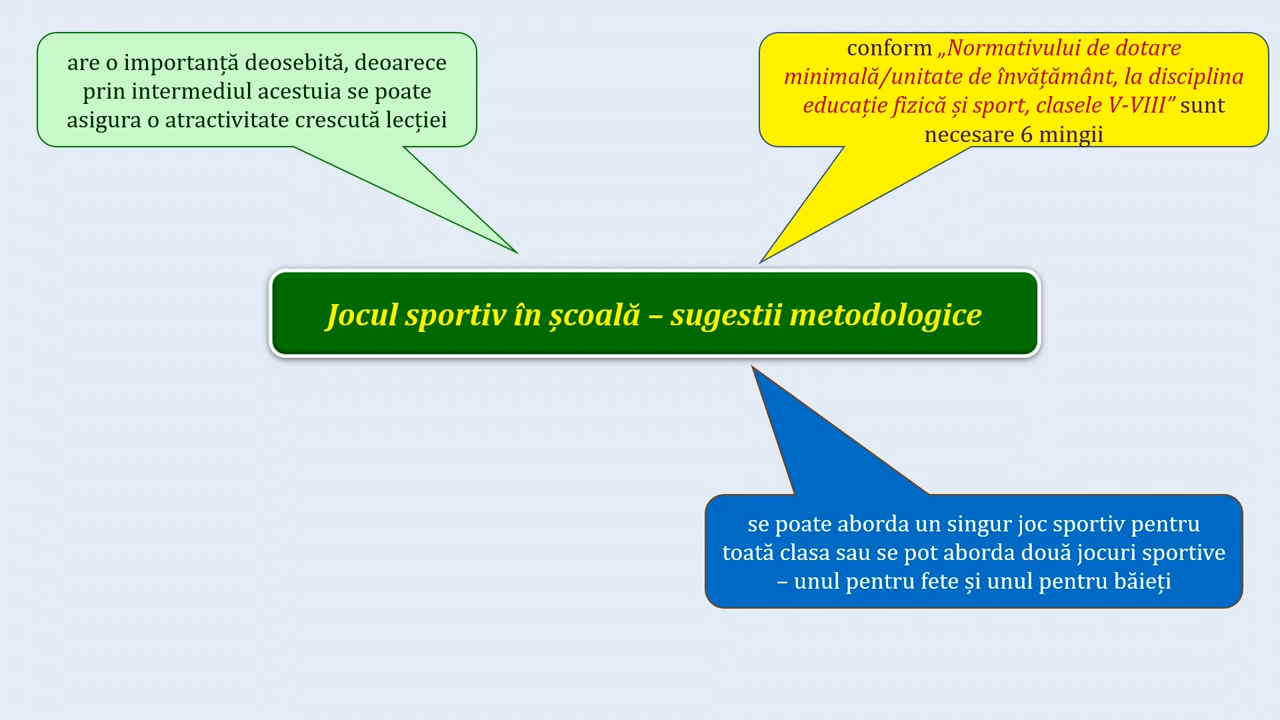 are o importanță deosebită, deoarece
prin intermediul acestuia se poate
asigura o atractivitate crescută lecției
conform „Normativului de dotare
minimală/unitate de învățământ, la disciplina
educație fizică și sport, clasele V-VIII” sunt
necesare 6 mingii
Jocul sportiv în școală – sugestii metodologice
se poate aborda un singur joc sportiv pentru
toată clasa sau se pot aborda două jocuri sportive
– unul pentru fete și unul pentru băieți